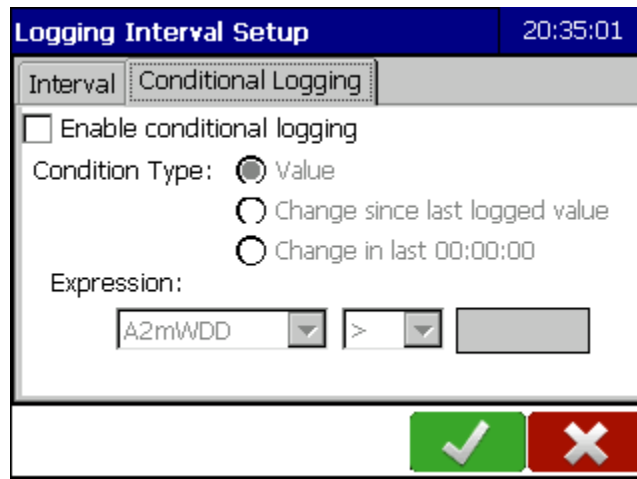 Logging Interval Setup 20:35:01
Interval Conditional Logging
Enable conditional logging
Condition Type: Value
Change since last logged value
Change in last 00:00:00
Expression:
A2mWDD >